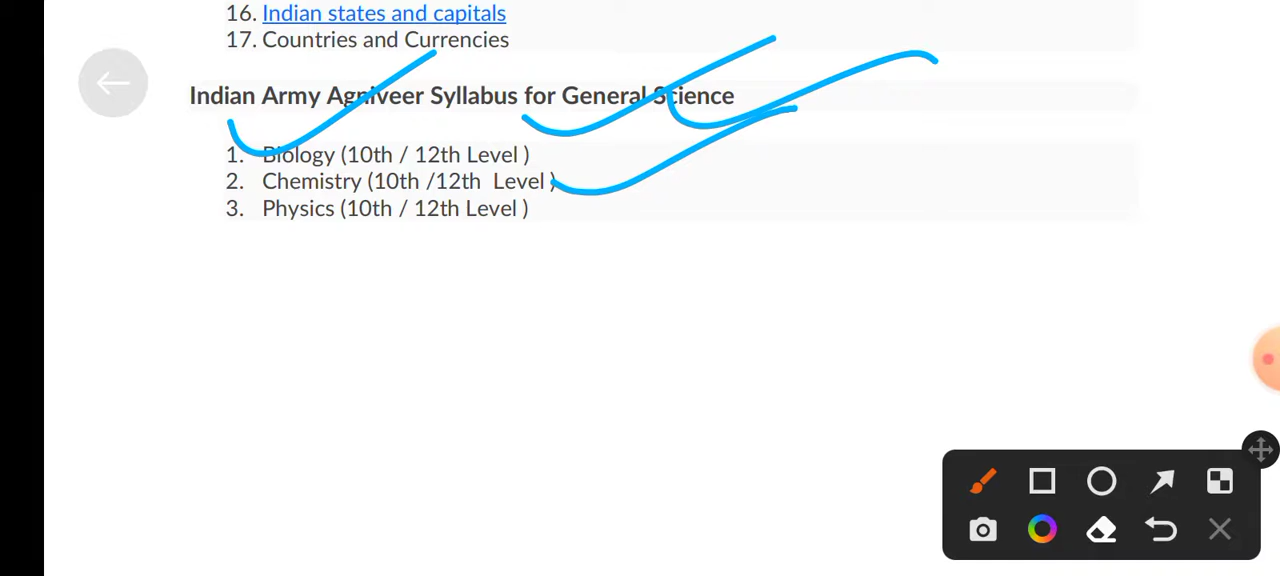 16. Indian states and capitals
17. Countries and Currencies
Indian Army Agniveer Syllabus for General Science
1. Biology (10th / 12th Level )
2. Chemistry (10th /12th Level )
3. Physics (10th / 12th Level )